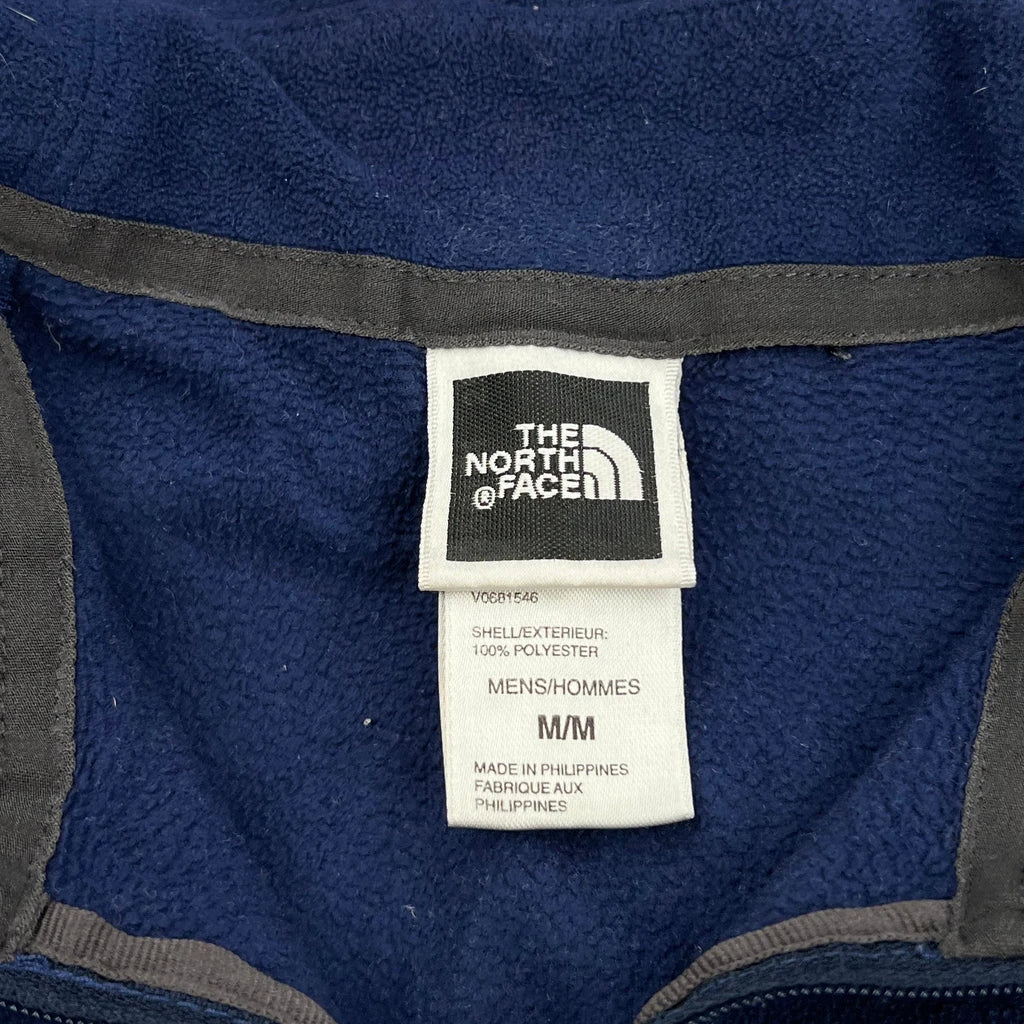 THE
NORTH
® FACE
V0681546
SHELL/EXTERIEUR:
100% POLYESTER
MENS/HOMMES
M/M
MADE IN PHILIPPINES
FABRIQUE AUX
PHILIPPINES